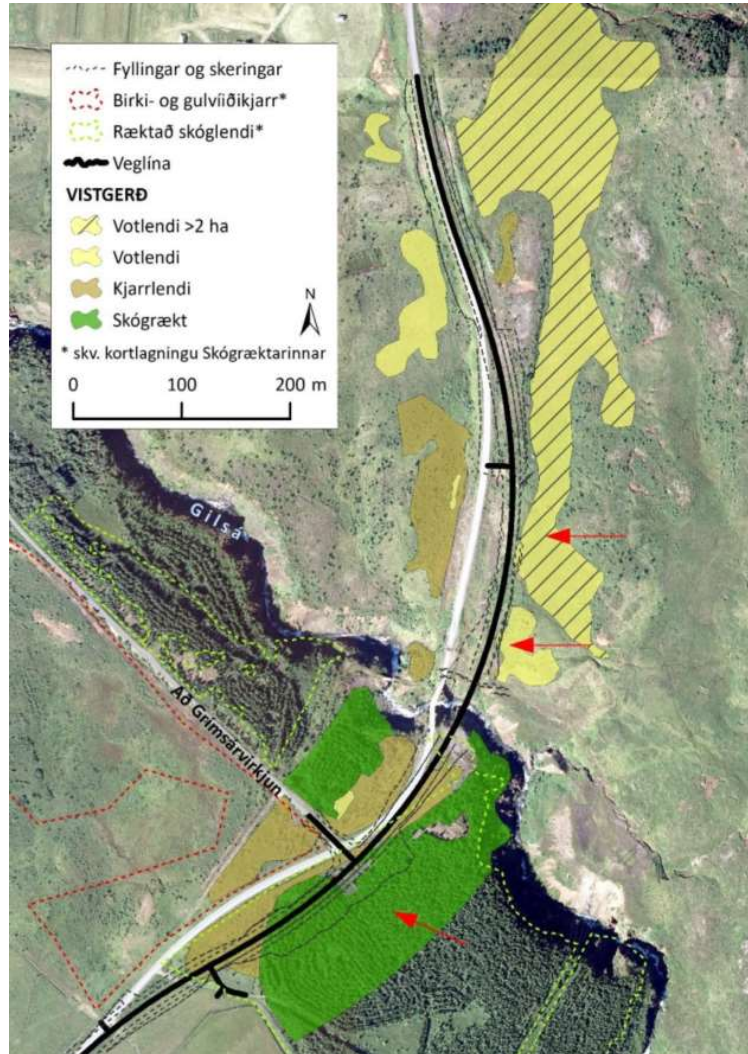 Fyllingar og skeringar
Birki- og gulvíiðikjarr*
Ræktað skóglendi*
Veglína
VISTGERÐ
Votlendi >2 ha
Votlendi
Kjarrlendi
Skógrækt
N
* skv. kortlagningu Skógræktarinnar
0 100 200 m
Gilsá
Að Grímsárvirkjun